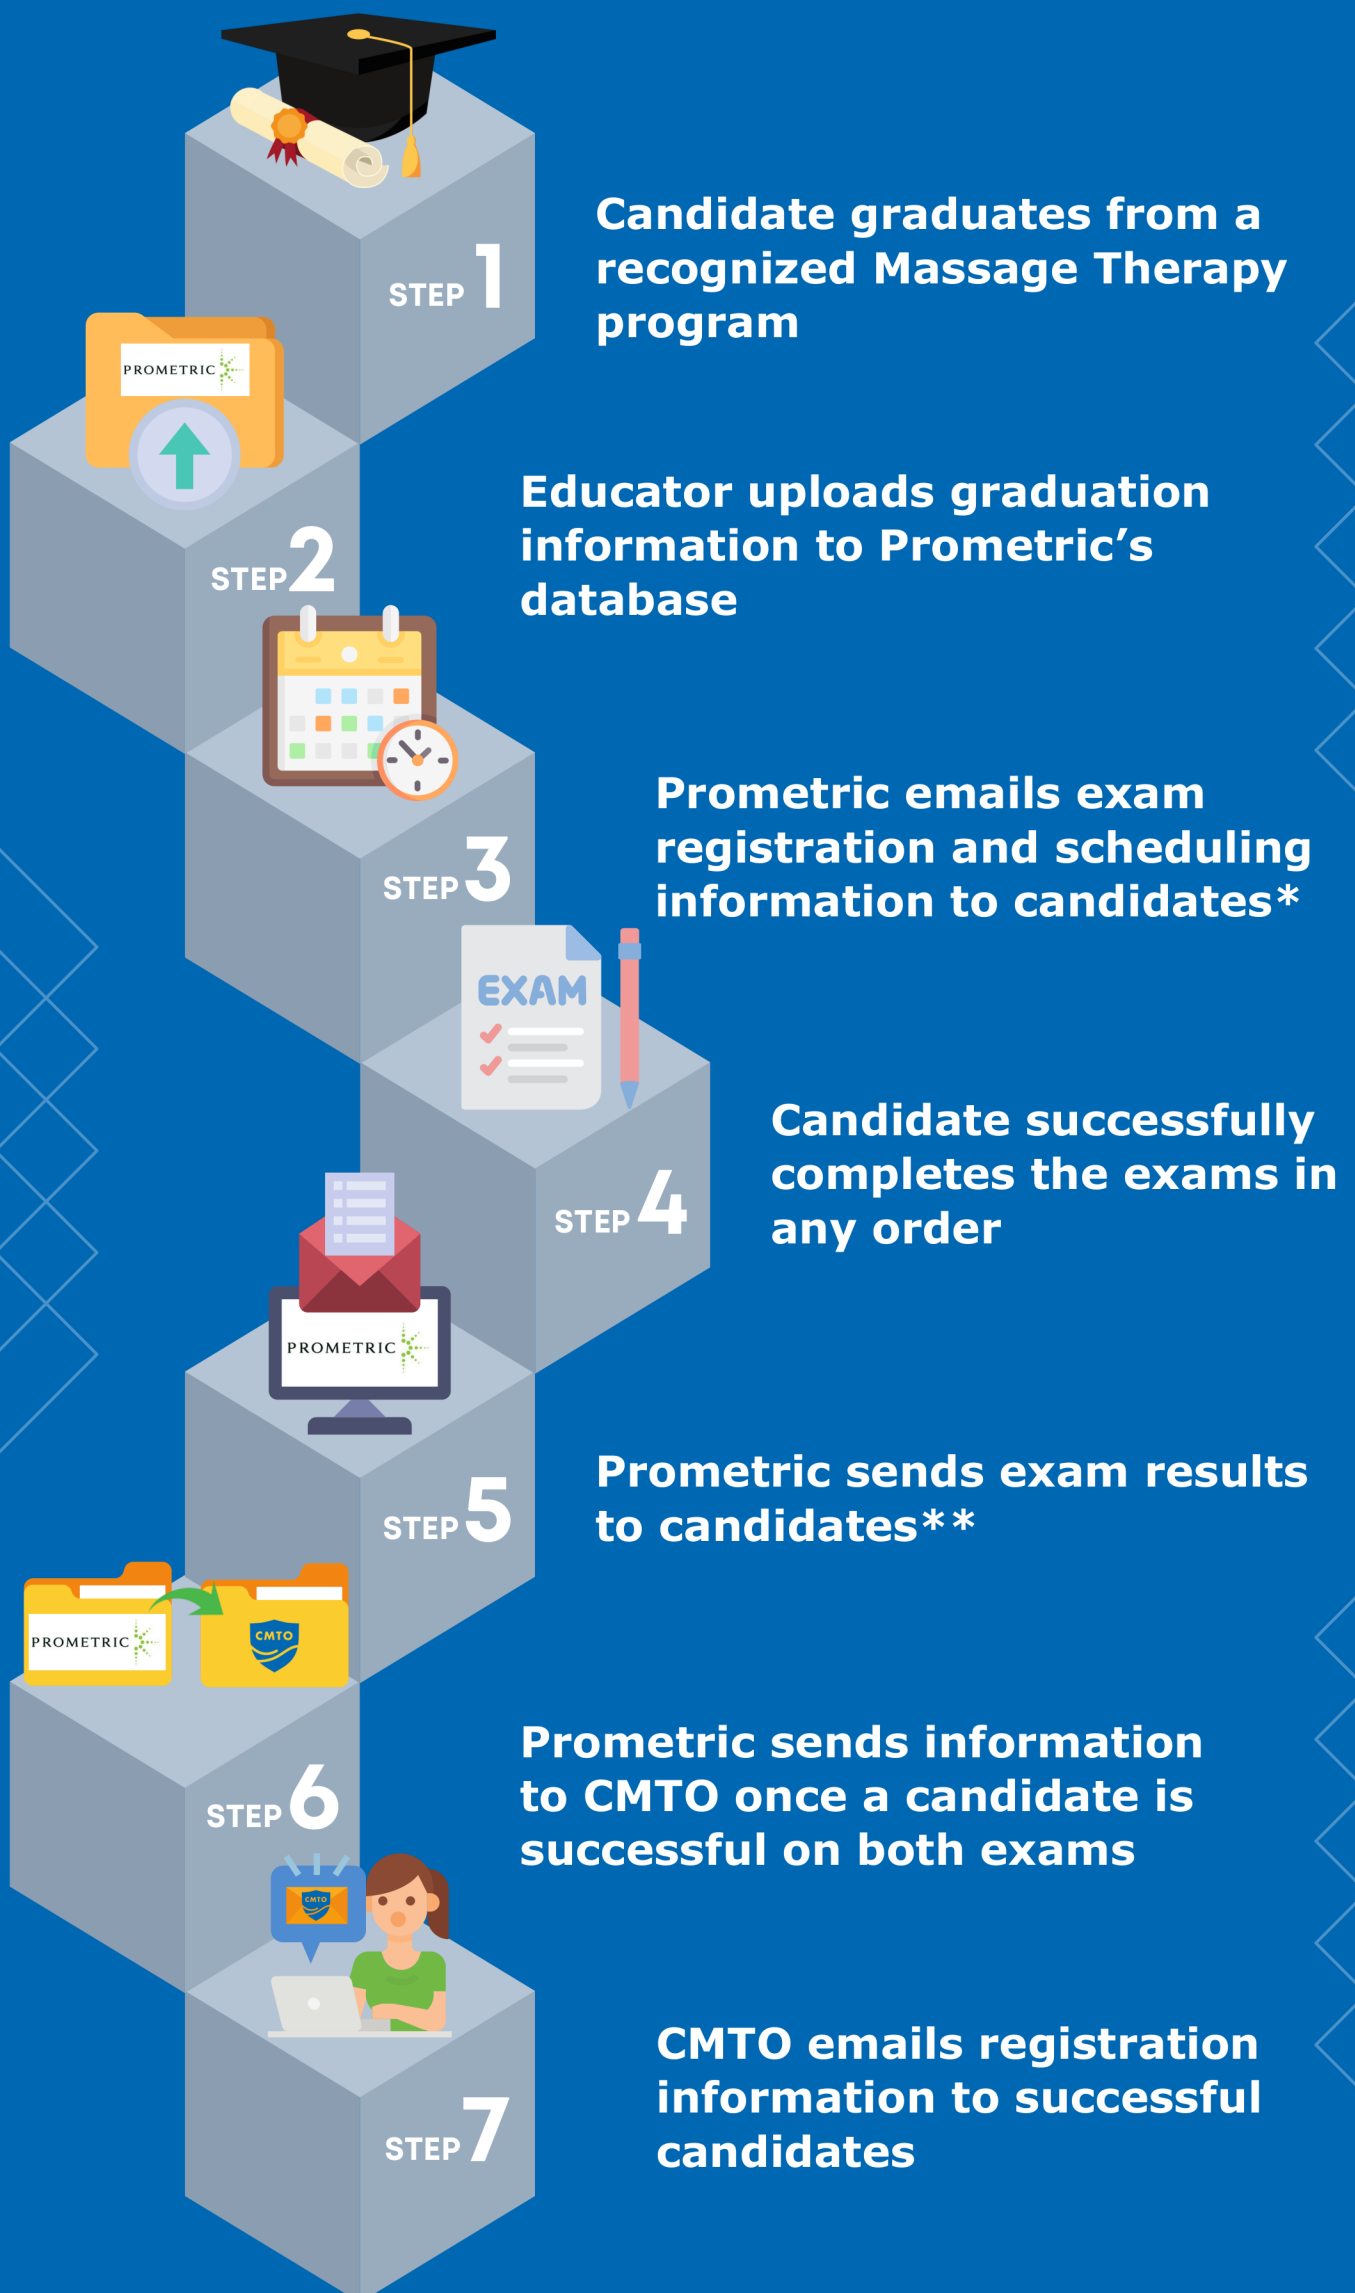 STEP 1
Candidate graduates from a
recognized Massage Therapy
program
PROMETRIC
STEP 2
Educator uploads graduation
information to Prometric’s
database
STEP 3
Prometric emails exam
registration and scheduling
information to candidates*
EXAM
STEP 4
Candidate successfully
completes the exams in
any order
PROMETRIC
STEP 5
Prometric sends exam results
to candidates**
PROMETRIC
CMTO
STEP 6
Prometric sends information
to CMTO once a candidate is
successful on both exams
CMTO
STEP 7
CMTO emails registration
information to successful
candidates